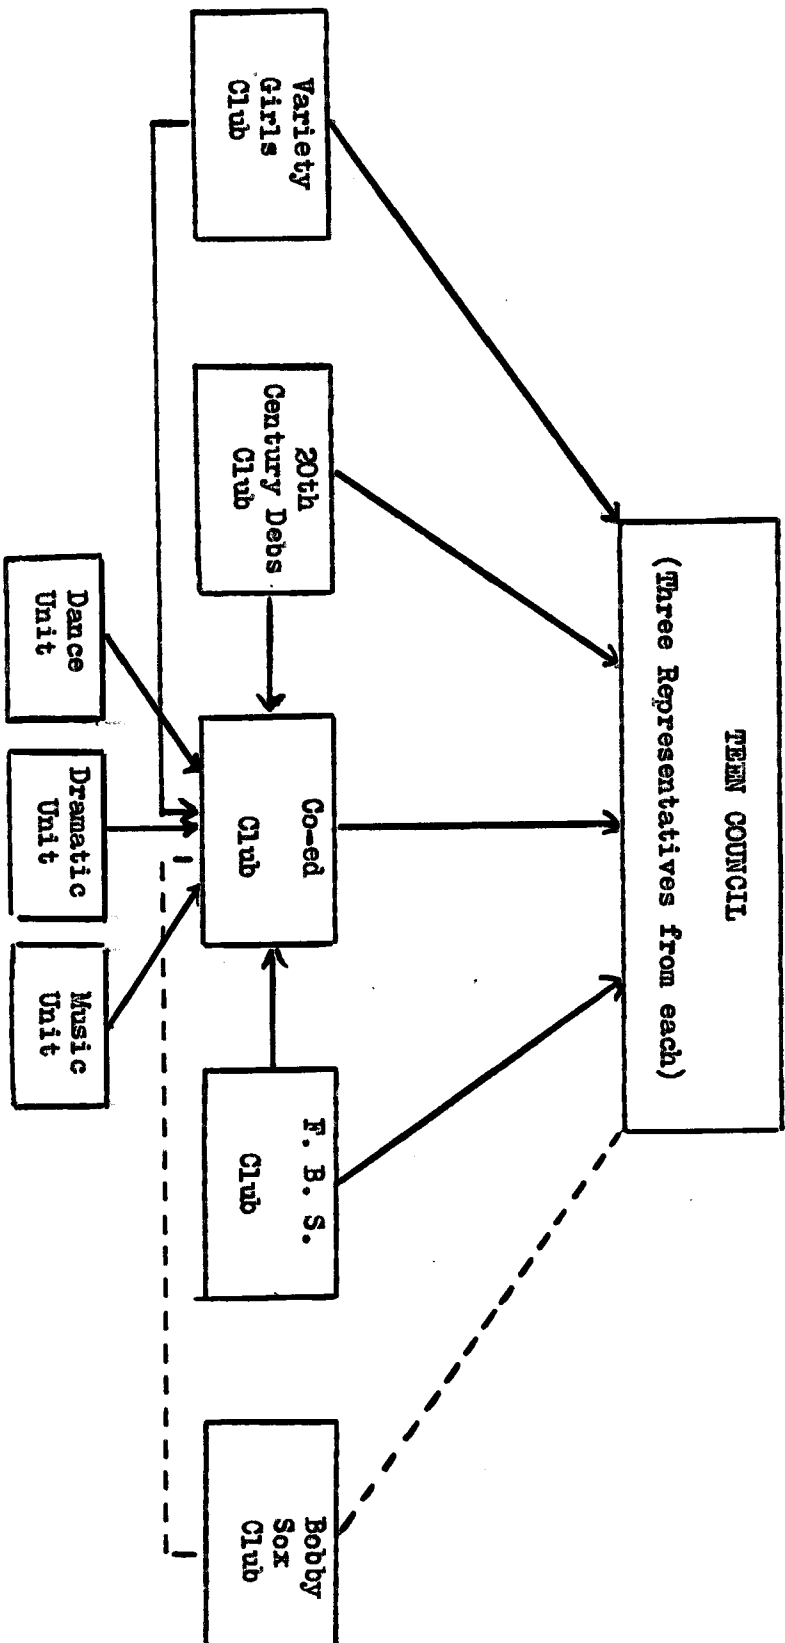 TEEN COUNCIL
(Three Representatives from each)
Variety
Girls
Club
20th
Century Debs
Club
Co-ed
Club
F. B. S.
Club
Bobby
Sox
Club
Dance
Unit
Dramatic
Unit
Music
Unit